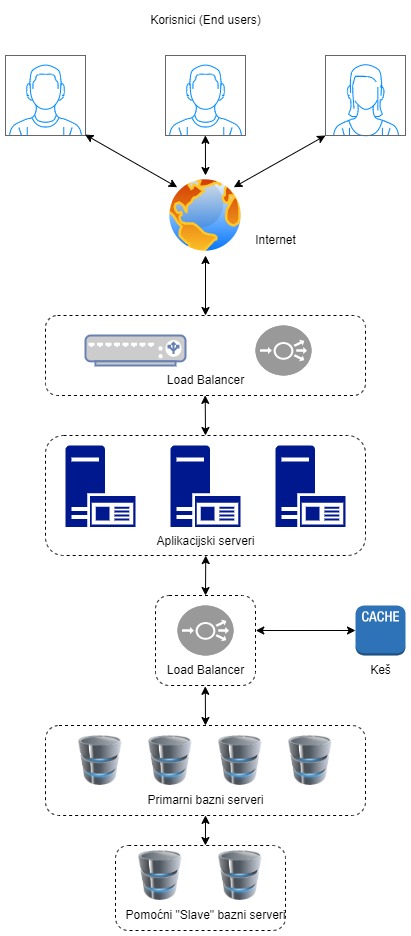 Korisnici (End users)
Internet
Load Balancer
Aplikacijski serveri
Load Balancer
CACHE
Keš
Primarni bazni serveri
Pomoćni "Slave" bazni serveri